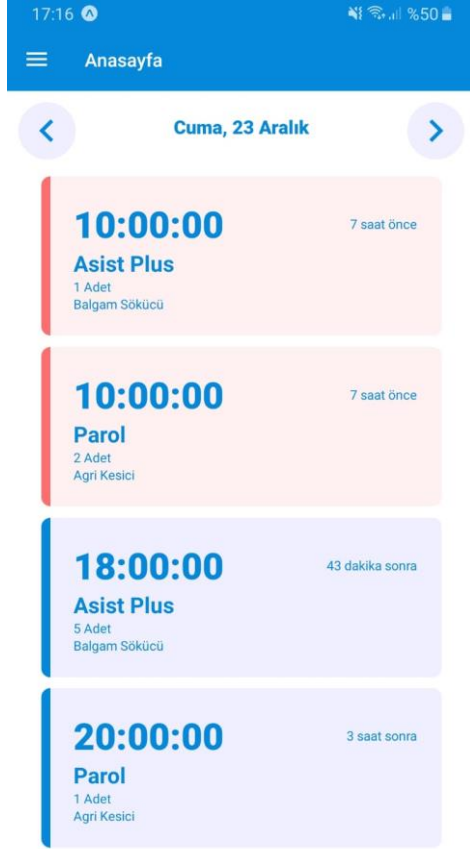 17:16 %50
Anasayfa
Cuma, 23 Aralık
10:00:00 7 saat önce
Asist Plus
1 Adet
Balgam Sökücü
10:00:00 7 saat önce
Parol
2 Adet
Agri Kesici
18:00:00 43 dakika sonra
Asist Plus
5 Adet
Balgam Sökücü
20:00:00 3 saat sonra
Parol
1 Adet
Agri Kesici